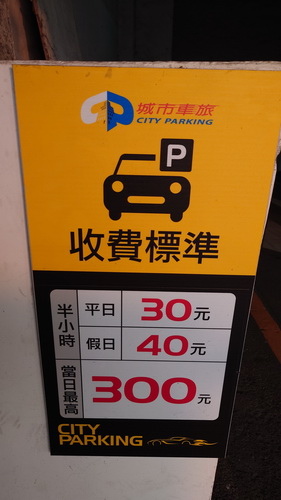 城市車旅
CITY PARKING
P
收費標準
半小時
平日 30元
假日 40元
當日最高 300元
CITY
PARKING